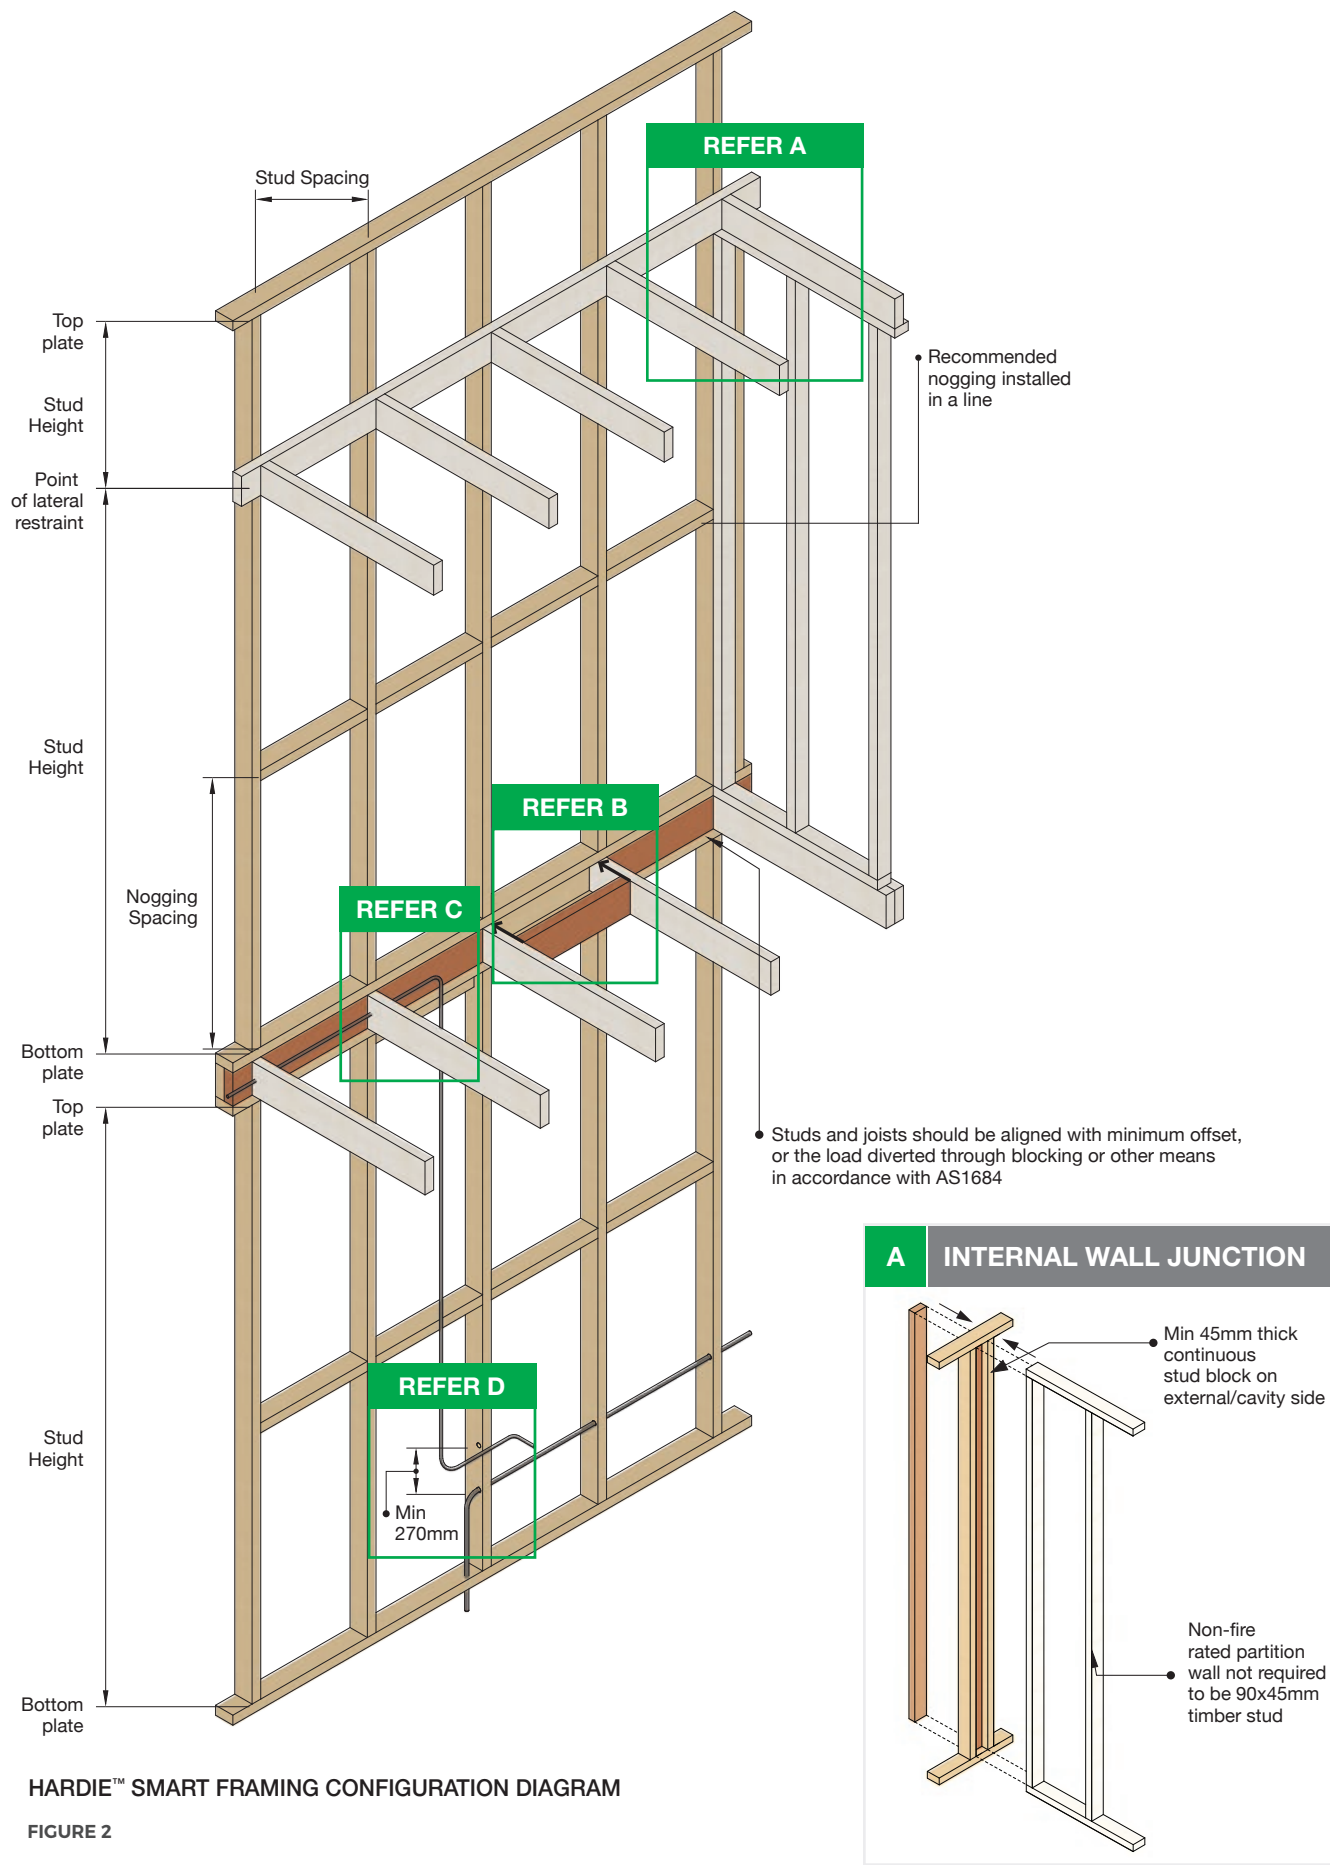 REFER A
Stud Spacing
Top
plate
Recommended
nogging installed
in a line
Stud
Height
Point
of lateral
restraint
Stud
Height
REFER B
Nogging
Spacing
REFER C
Bottom
plate
Top
plate
Studs and joists should be aligned with minimum offset,
or the load diverted through blocking or other means
in accordance with AS1684
A INTERNAL WALL JUNCTION
Min 45mm thick
continuous
stud block on
external/cavity side
REFER D
Stud
Height
Min
270mm
Non-fire
rated partition
wall not required
to be 90x45mm
timber stud
Bottom
plate
HARDIE™ SMART FRAMING CONFIGURATION DIAGRAM
FIGURE 2